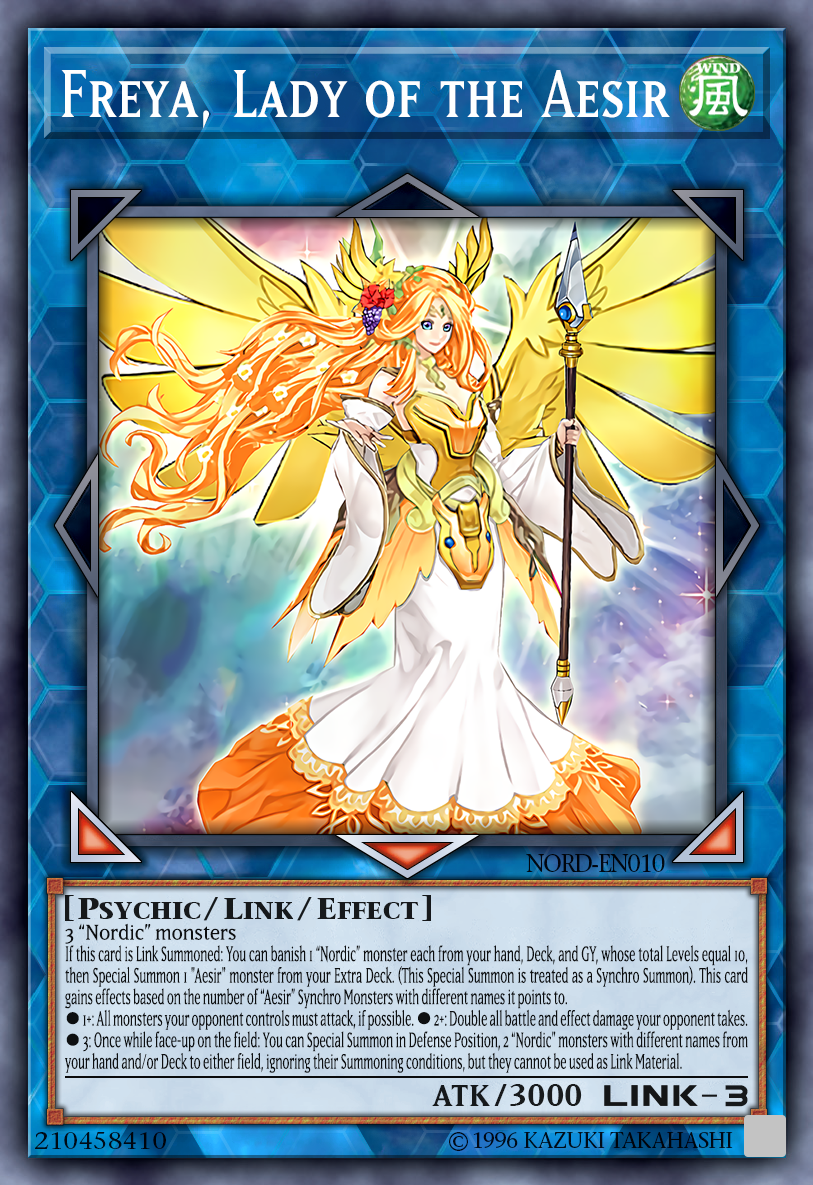 Freya, Lady of the Aesir
WIND
風
NORD-EN010
[Psychic/Link/Effect]
3 “Nordic” monsters
If this card is Link Summoned: You can banish 1 “Nordic” monster each from your hand, Deck, and GY, whose total Levels equal 10,
then Special Summon 1 "Aesir" monster from your Extra Deck. (This Special Summon is treated as a Synchro Summon). This card
gains effects based on the number of “Aesir” Synchro Monsters with different names it points to.
● 1+: All monsters your opponent controls must attack, if possible. ● 2+: Double all battle and effect damage your opponent takes.
● 3: Once while face-up on the field: You can Special Summon in Defense Position, 2 “Nordic” monsters with different names from
your hand and/or Deck to either field, ignoring their Summoning conditions, but they cannot be used as Link Material.
ATK/3000 LINK-3
210458410 ©1996 KAZUKI TAKAHASHI